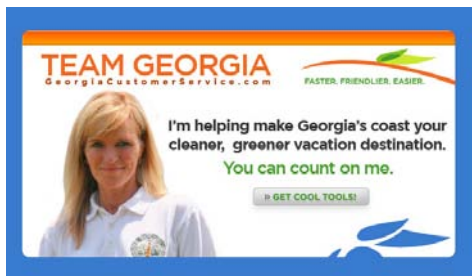 TEAM GEORGIA
GeorgiaCustomerService.com
FASTER. FRIENDLIER. EASIER.
I'm helping make Georgia's coast your
cleaner, greener vacation destination.
You can count on me.
» GET COOL TOOLS!